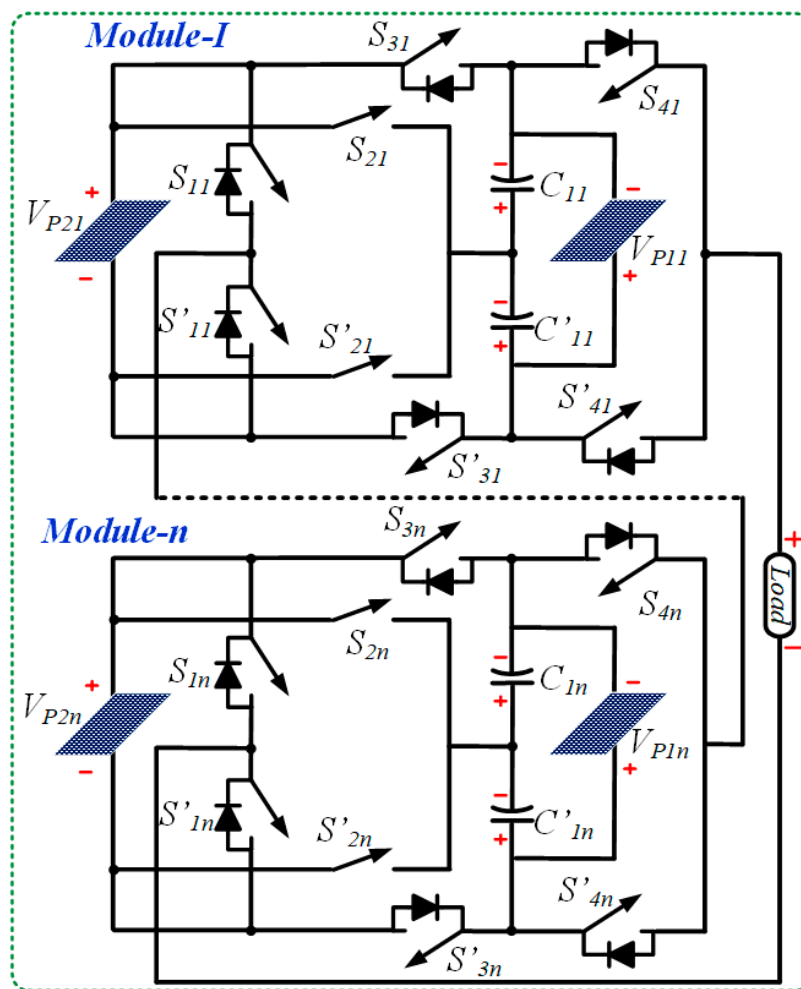 Module-I
S31
S41
S21
S11
C11
VP21
VP11
S'11
C'11
S'21
S'41
S'31
Module-n
S3n
S4n
S2n
S1n
C1n
VP2n
VP1n
Load
S'1n
C'1n
S'2n
S'4n
S'3n